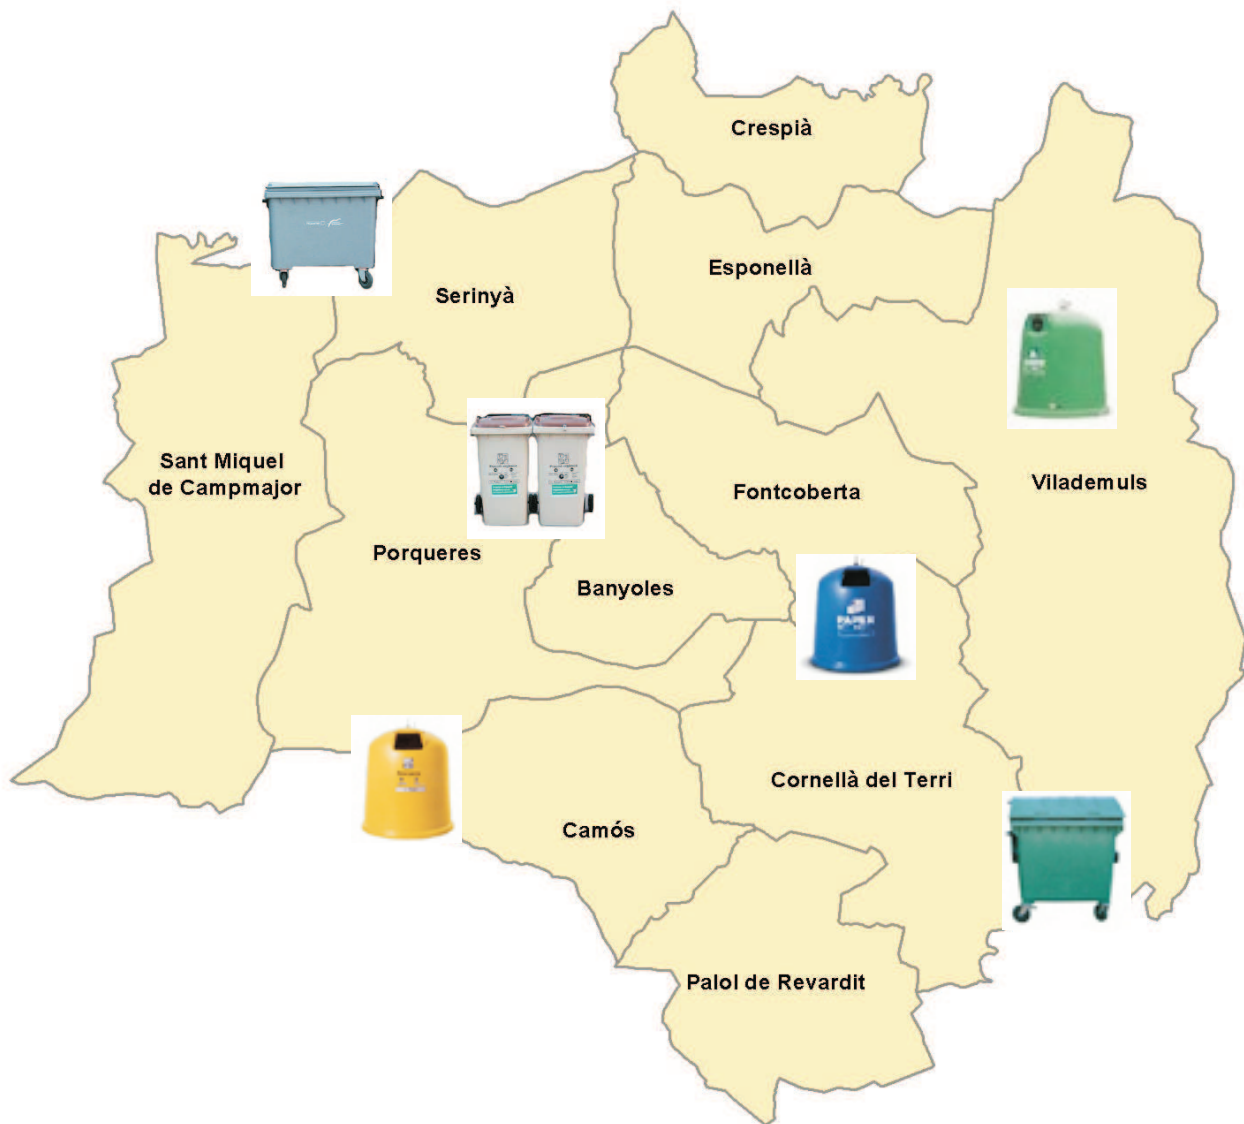 Crespià
Esponellà
Serinyà
Sant Miquel
de Campmajor
Fontcoberta
Vilademuls
Porqueres
Banyoles
PAPER
Cornellà del Terri
Camós
Palol de Revardit